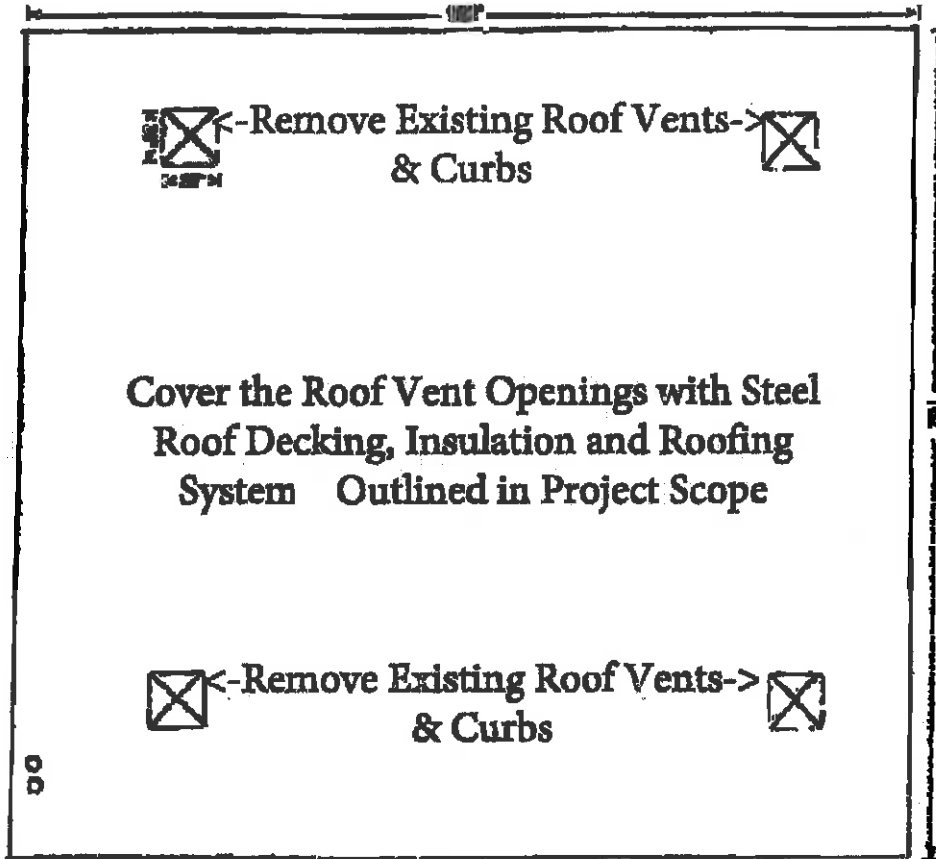 <-Remove Existing Roof Vents->
& Curbs
Cover the Roof Vent Openings with Steel
Roof Decking, Insulation and Roofing
System Outlined in Project Scope
<-Remove Existing Roof Vents->
& Curbs